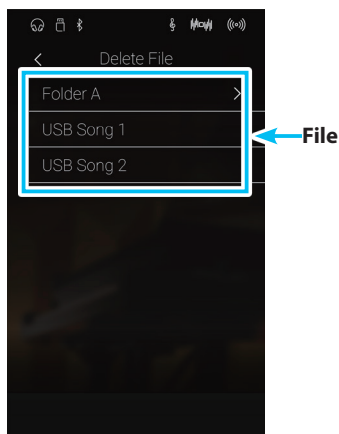 Delete File
Folder A
USB Song 1
USB Song 2
File